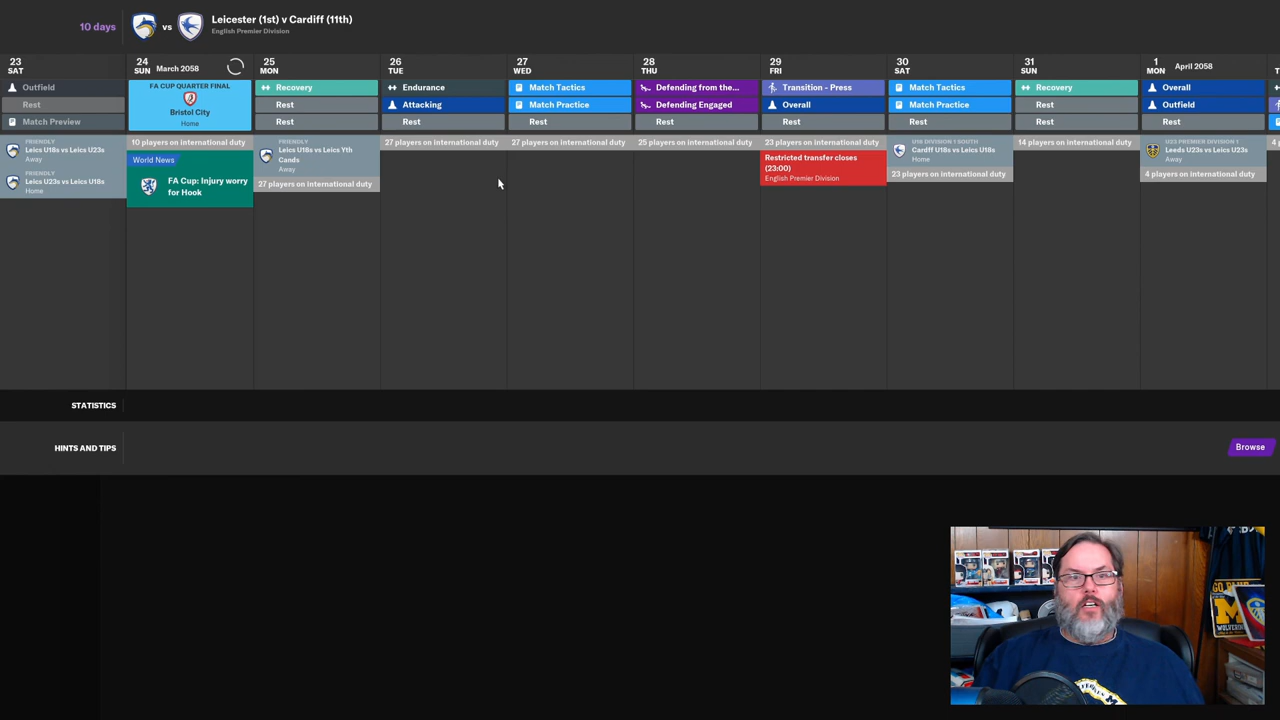 10 days
vs
Leicester (1st) v Cardiff (11th)
English Premier Division
23
SAT
24
SUN
March 2058
25
MON
26
TUE
27
WED
28
THU
29
FRI
30
SAT
31
SUN
1
MON
April 2058
Outfield
Rest
Match Preview
FA CUP QUARTER FINAL
Bristol City
Home
Recovery
Rest
Rest
Endurance
Attacking
Rest
Match Tactics
Match Practice
Rest
Defending from the...
Defending Engaged
Rest
Transition - Press
Overall
Rest
Match Tactics
Match Practice
Rest
Recovery
Rest
Rest
Overall
Outfield
Rest
FRIENDLY
Leics U18s vs Leics U23s
Away
FRIENDLY
Leics U23s vs Leics U18s
Home
10 players on international duty
World News
FA Cup: Injury worry
for Hook
FRIENDLY
Leics U18s vs Leics Yth
Cands
Away
27 players on international duty
27 players on international duty
27 players on international duty
25 players on international duty
23 players on international duty
Restricted transfer closes
(23:00)
English Premier Division
U18 DIVISION 1 SOUTH
Cardiff U18s vs Leics U18s
Home
23 players on international duty
14 players on international duty
U23 PREMIER DIVISION 1
Leeds U23s vs Leics U23s
Away
4 players on international duty
4 p
STATISTICS
HINTS AND TIPS
Browse
GO BLUE
M
WOLVERINES